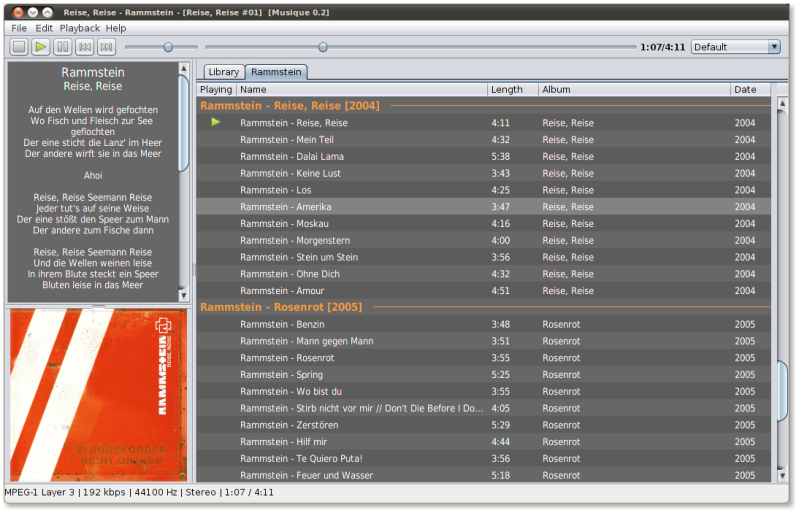 Reise, Reise - Rammstein - [Reise, Reise #01]  [Musique 0.2]
File Edit Playback Help
1:07/4:11 Default
Rammstein
Reise, Reise
Auf den Wellen wird gefochten
Wo Fisch und Fleisch zur See
geflochten
Der eine sticht die Lanz' im Heer
Der andere wirft sie in das Meer
Ahoi
Reise, Reise Seemann Reise
Jeder tut's auf seine Weise
Der eine stößt den Speer zum Mann
Der andere zum Fische dann
Reise, Reise Seemann Reise
Und die Wellen weinen leise
In ihrem Blute steckt ein Speer
Bluten leise in das Meer
RAMMSTEIN
REISE, REISE
FLUGREKORDER
NICHT ÖFFNEN
Library Rammstein
Playing Name Length Album Date
Rammstein - Reise, Reise [2004]
Rammstein - Reise, Reise 4:11 Reise, Reise 2004
Rammstein - Mein Teil 4:32 Reise, Reise 2004
Rammstein - Dalai Lama 5:38 Reise, Reise 2004
Rammstein - Keine Lust 3:43 Reise, Reise 2004
Rammstein - Los 4:25 Reise, Reise 2004
Rammstein - Amerika 3:47 Reise, Reise 2004
Rammstein - Moskau 4:16 Reise, Reise 2004
Rammstein - Morgenstern 4:00 Reise, Reise 2004
Rammstein - Stein um Stein 3:56 Reise, Reise 2004
Rammstein - Ohne Dich 4:32 Reise, Reise 2004
Rammstein - Amour 4:51 Reise, Reise 2004
Rammstein - Rosenrot [2005]
Rammstein - Benzin 3:48 Rosenrot 2005
Rammstein - Mann gegen Mann 3:51 Rosenrot 2005
Rammstein - Rosenrot 3:55 Rosenrot 2005
Rammstein - Spring 5:25 Rosenrot 2005
Rammstein - Wo bist du 3:55 Rosenrot 2005
Rammstein - Stirb nicht vor mir // Don't Die Before I Do... 4:05 Rosenrot 2005
Rammstein - Zerstören 5:29 Rosenrot 2005
Rammstein - Hilf mir 4:44 Rosenrot 2005
Rammstein - Te Quiero Puta! 3:56 Rosenrot 2005
Rammstein - Feuer und Wasser 5:18 Rosenrot 2005
MPEG-1 Layer 3 | 192 kbps | 44100 Hz | Stereo | 1:07 / 4:11